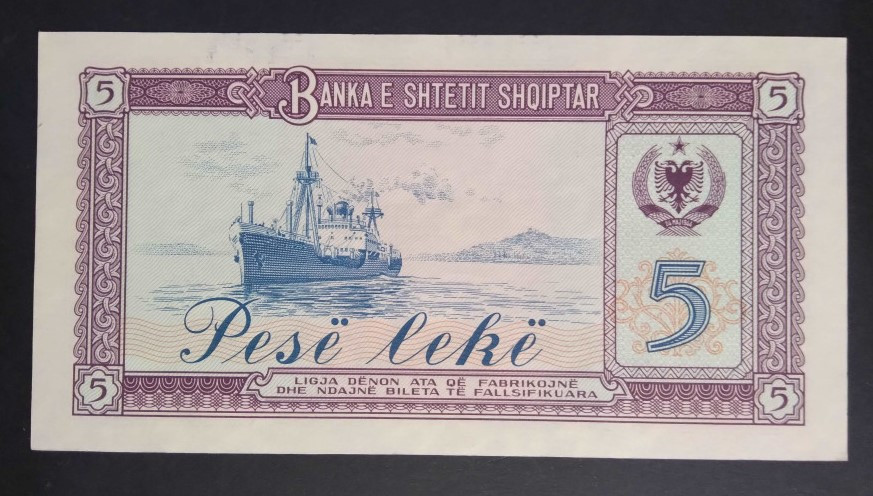 5 BANKA E SHTETIT SHQIPTAR 5
Pesë lekë
5
5 LIGJA DËNON ATA QË FABRIKOJNË 5
DHE NDAJNË BILETA TË FALLSIFIKUARA